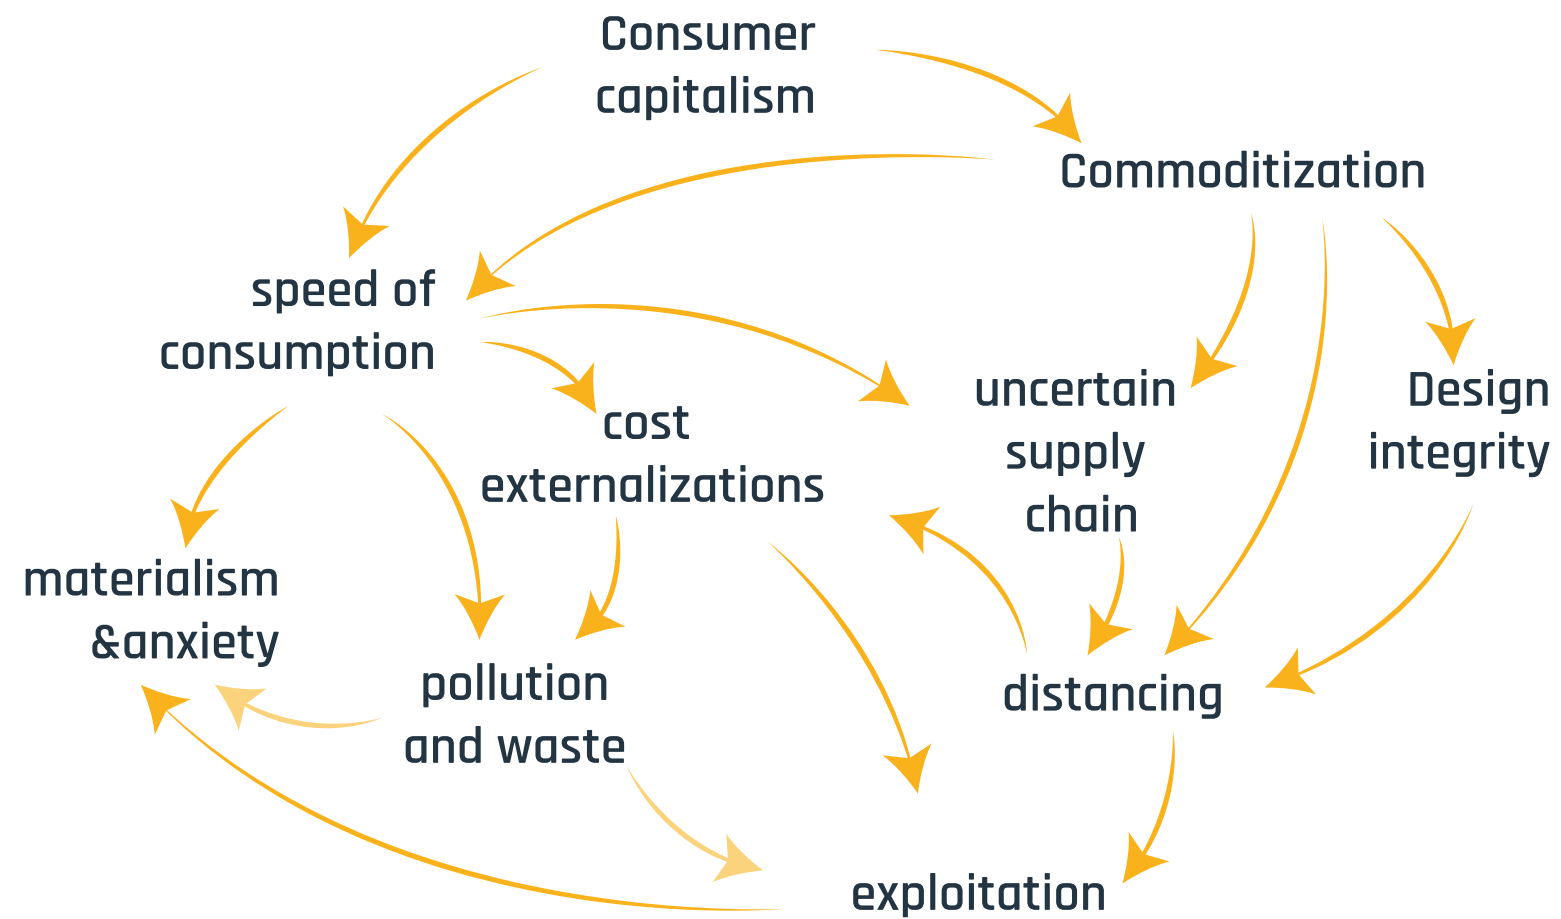 Consumer
capitalism
Commoditization
speed of
consumption
uncertain
supply
chain
Design
integrity
cost
externalizations
materialism
&anxiety
pollution
and waste
distancing
exploitation